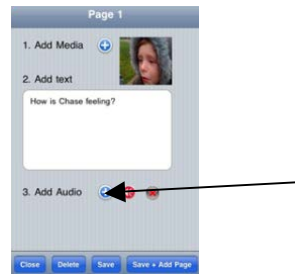 Page 1
1. Add Media
2. Add text
How is Chase feeling?
3. Add Audio
Close Delete Save Save + Add Page